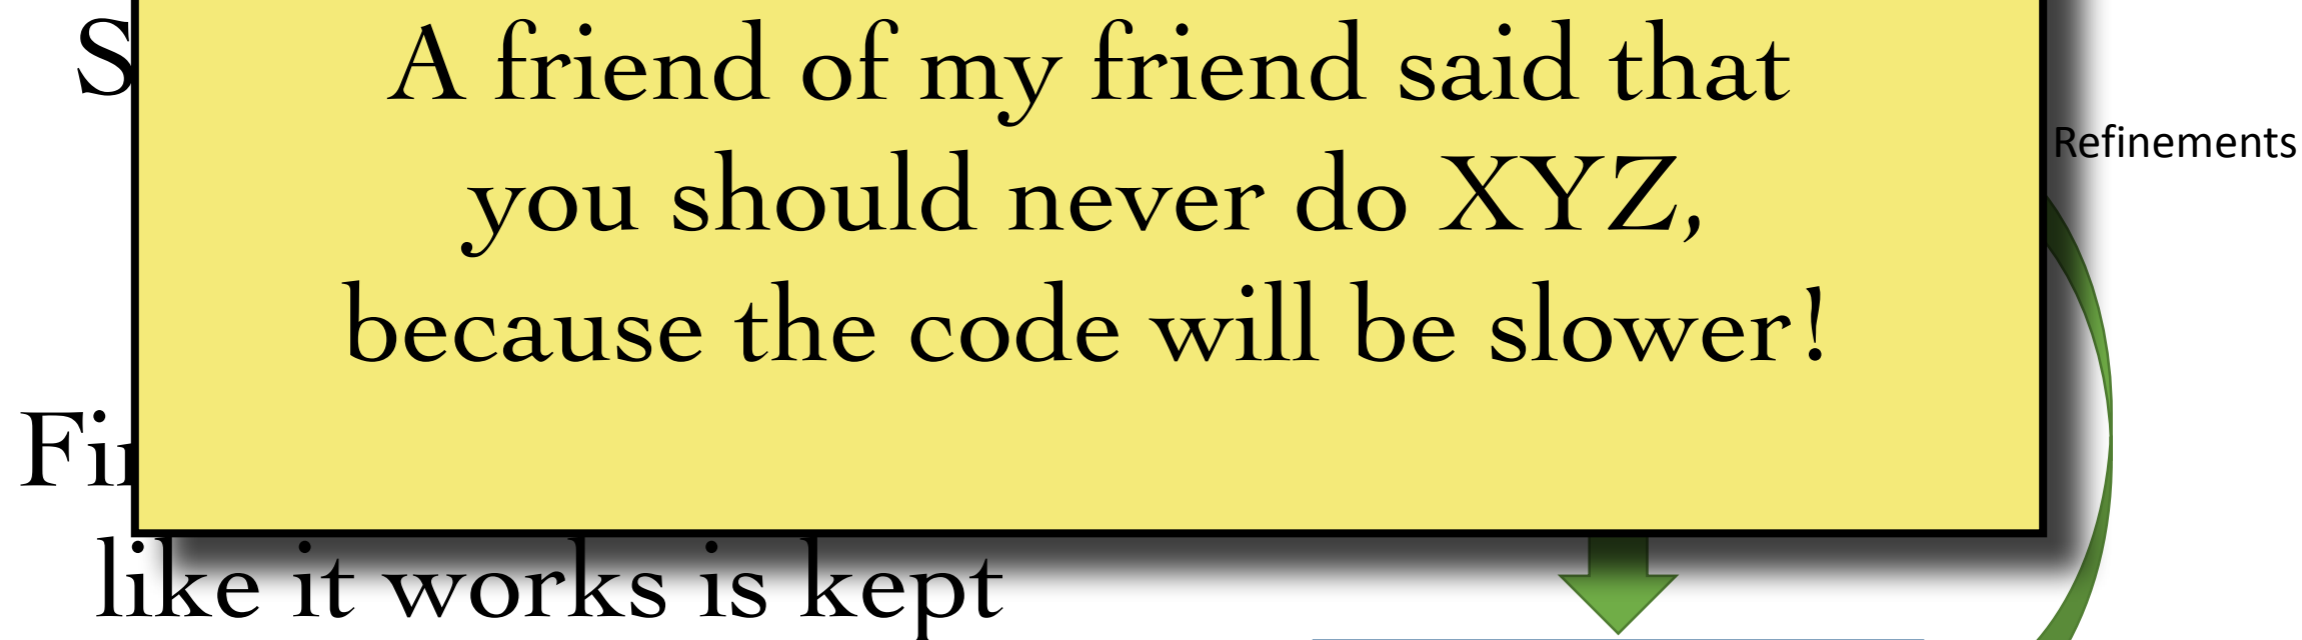 A friend of my friend said that
you should never do XYZ,
because the code will be slower!
Refinements
like it works is kept